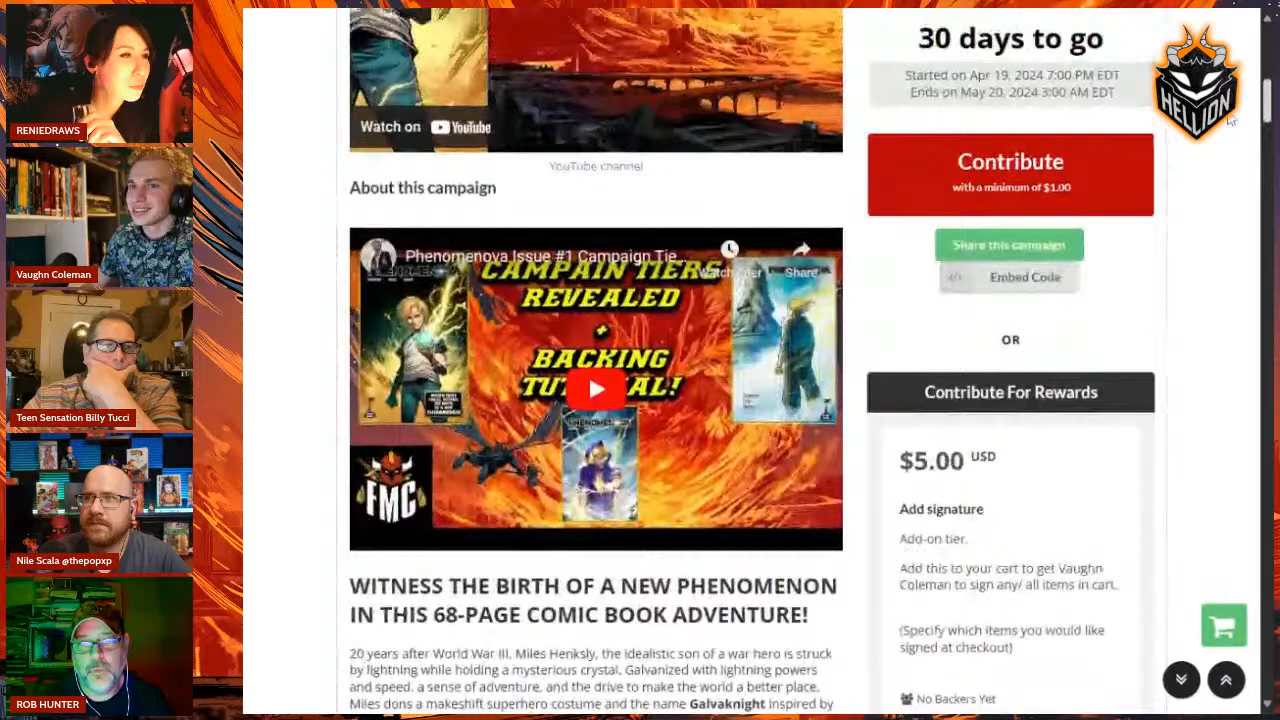 RENIEDRAWS
Vaughn Coleman
Teen Sensation Billy Tucci
Nile Scala @thepopxp
ROB HUNTER
Watch on YouTube
YouTube channel
About this campaign
Phenomenova Issue #1 Campaign Tie...
Share
CAMPAIN TIERS
REVEALED
+
BACKING
TUTORIAL!
FMC
WITNESS THE BIRTH OF A NEW PHENOMENON
IN THIS 68-PAGE COMIC BOOK ADVENTURE!
20 years after World War III, Miles Henksly, the idealistic son of a war hero is struck
by lightning while holding a mysterious crystal. Galvanized with lightning powers
and speed, a sense of adventure, and the drive to make the world a better place,
Miles dons a makeshift superhero costume and the name Galvaknight inspired by
30 days to go
Started on Apr 19, 2024 7:00 PM EDT
Ends on May 20, 2024 3:00 AM EDT
HELLION
Contribute
with a minimum of $1.00
Share this campaign
</> Embed Code
OR
Contribute For Rewards
$5.00 USD
Add signature
Add-on tier.
Add this to your cart to get Vaughn
Coleman to sign any/ all items in cart.
(Specify which items you would like
signed at checkout)
No Backers Yet